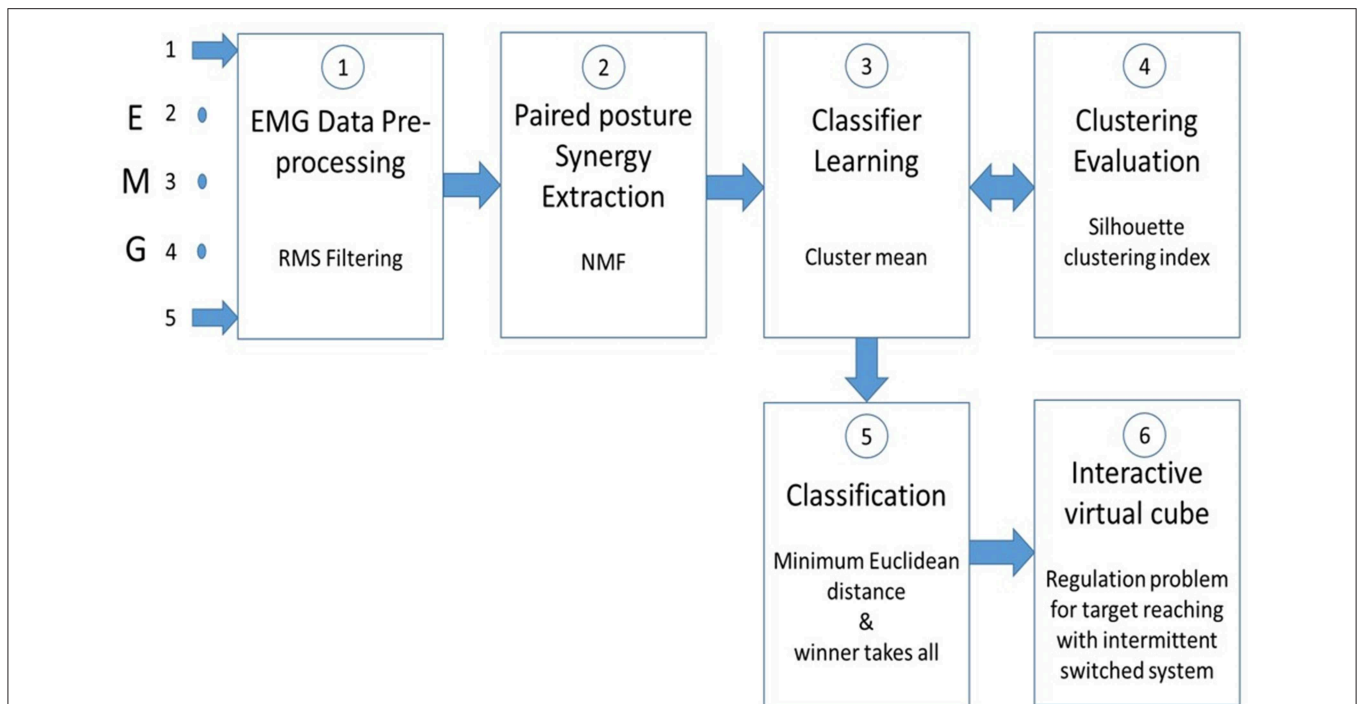 1
E 2
M 3
G 4
5
1
EMG Data Pre-
processing
RMS Filtering
2
Paired posture
Synergy
Extraction
NMF
3
Classifier
Learning
Cluster mean
4
Clustering
Evaluation
Silhouette
clustering index
5
Classification
Minimum Euclidean
distance
&
winner takes all
6
Interactive
virtual cube
Regulation problem
for target reaching
with intermittent
switched system